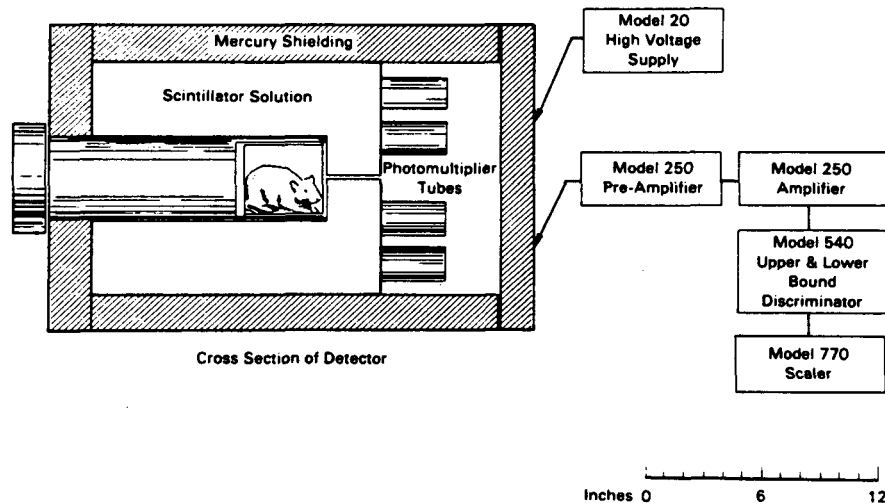 Mercury Shielding
Scintillator Solution
Photomultiplier
Tubes
Cross Section of Detector
Model 20
High Voltage
Supply
Model 250
Pre-Amplifier
Model 250
Amplifier
Model 540
Upper & Lower
Bound
Discriminator
Model 770
Scaler
Inches 0 6 12